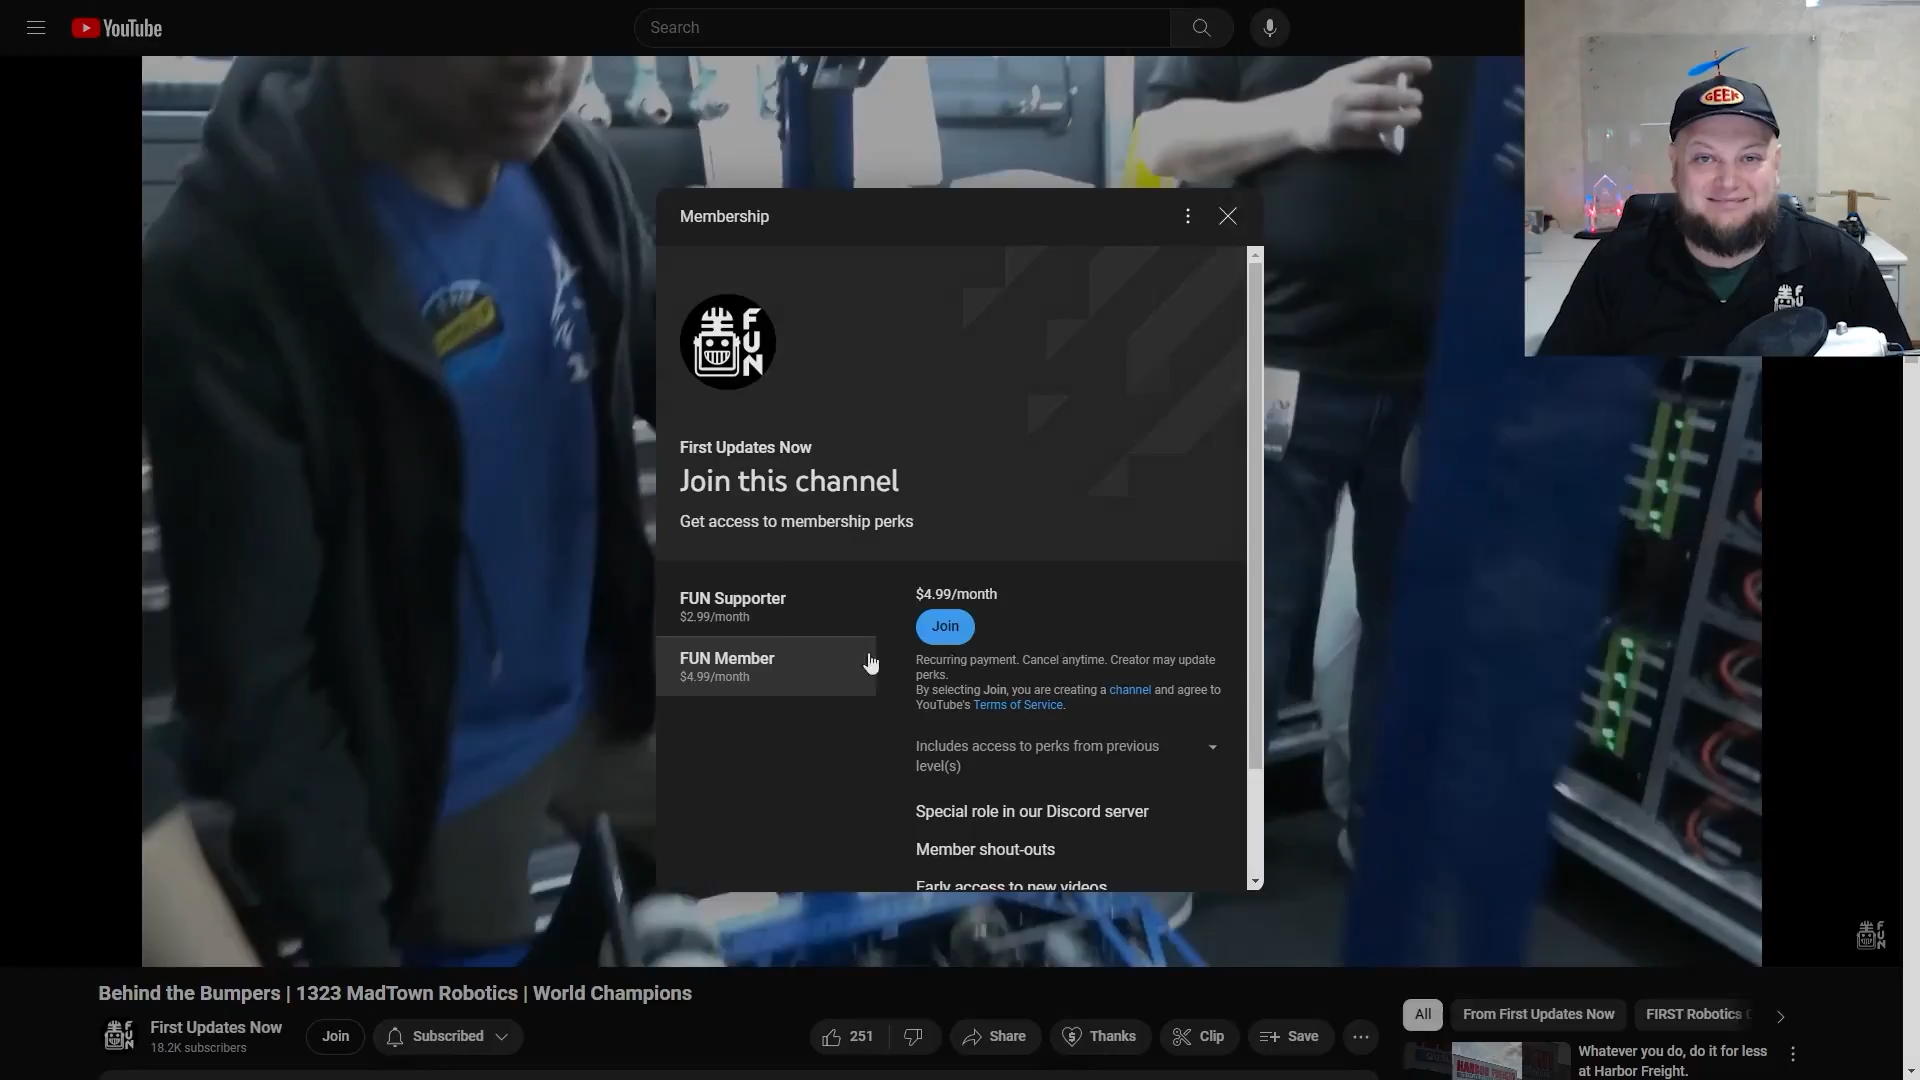 YouTube
Search
GEEK
FUN
Membership
FUN
First Updates Now
Join this channel
Get access to membership perks
FUN Supporter
$2.99/month
FUN Member
$4.99/month
$4.99/month
Join
Recurring payment. Cancel anytime. Creator may update
perks.
By selecting Join, you are creating a channel and agree to
YouTube's Terms of Service.
Includes access to perks from previous
level(s)
Special role in our Discord server
Member shout-outs
Early access to new videos
FUN
Behind the Bumpers | 1323 MadTown Robotics | World Champions
FUN
First Updates Now
18.2K subscribers
Join
Subscribed
251
Share
Thanks
Clip
Save
All
From First Updates Now
FIRST Robotics
Whatever you do, do it for less
at Harbor Freight.